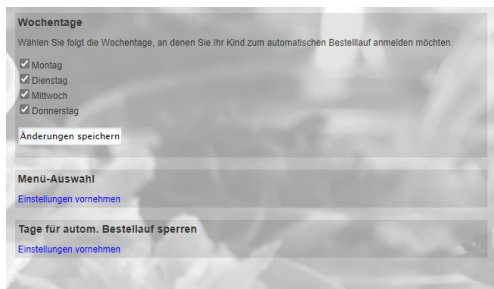 Wochentage
Wählen Sie folgt die Wochentage, an denen Sie Ihr Kind zum automatischen Bestelllauf anmelden möchten.
Montag
Dienstag
Mittwoch
Donnerstag
Änderungen speichern
Menü-Auswahl
Einstellungen vornehmen
Tage für autom. Bestellauf sperren
Einstellungen vornehmen